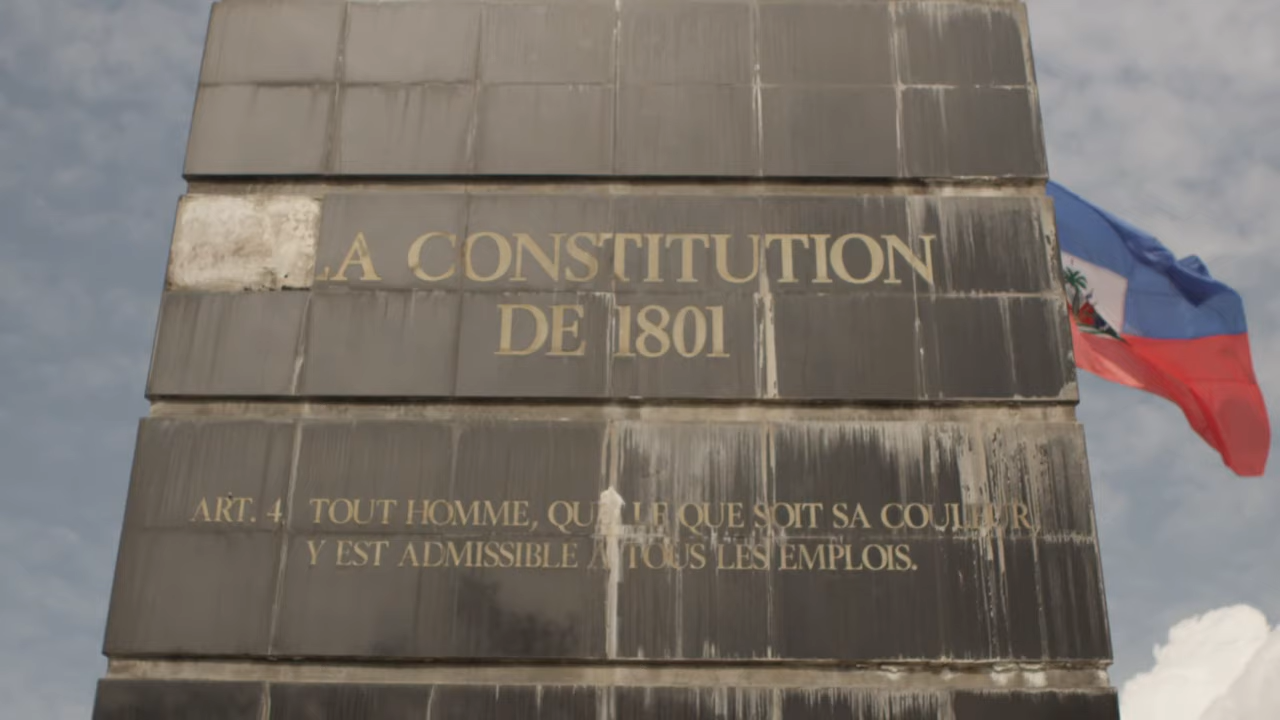 LA CONSTITUTION
DE 1801
ART. 4, TOUT HOMME, QUELLE QUE SOIT SA COULEUR,
Y EST ADMISSIBLE A TOUS LES EMPLOIS.